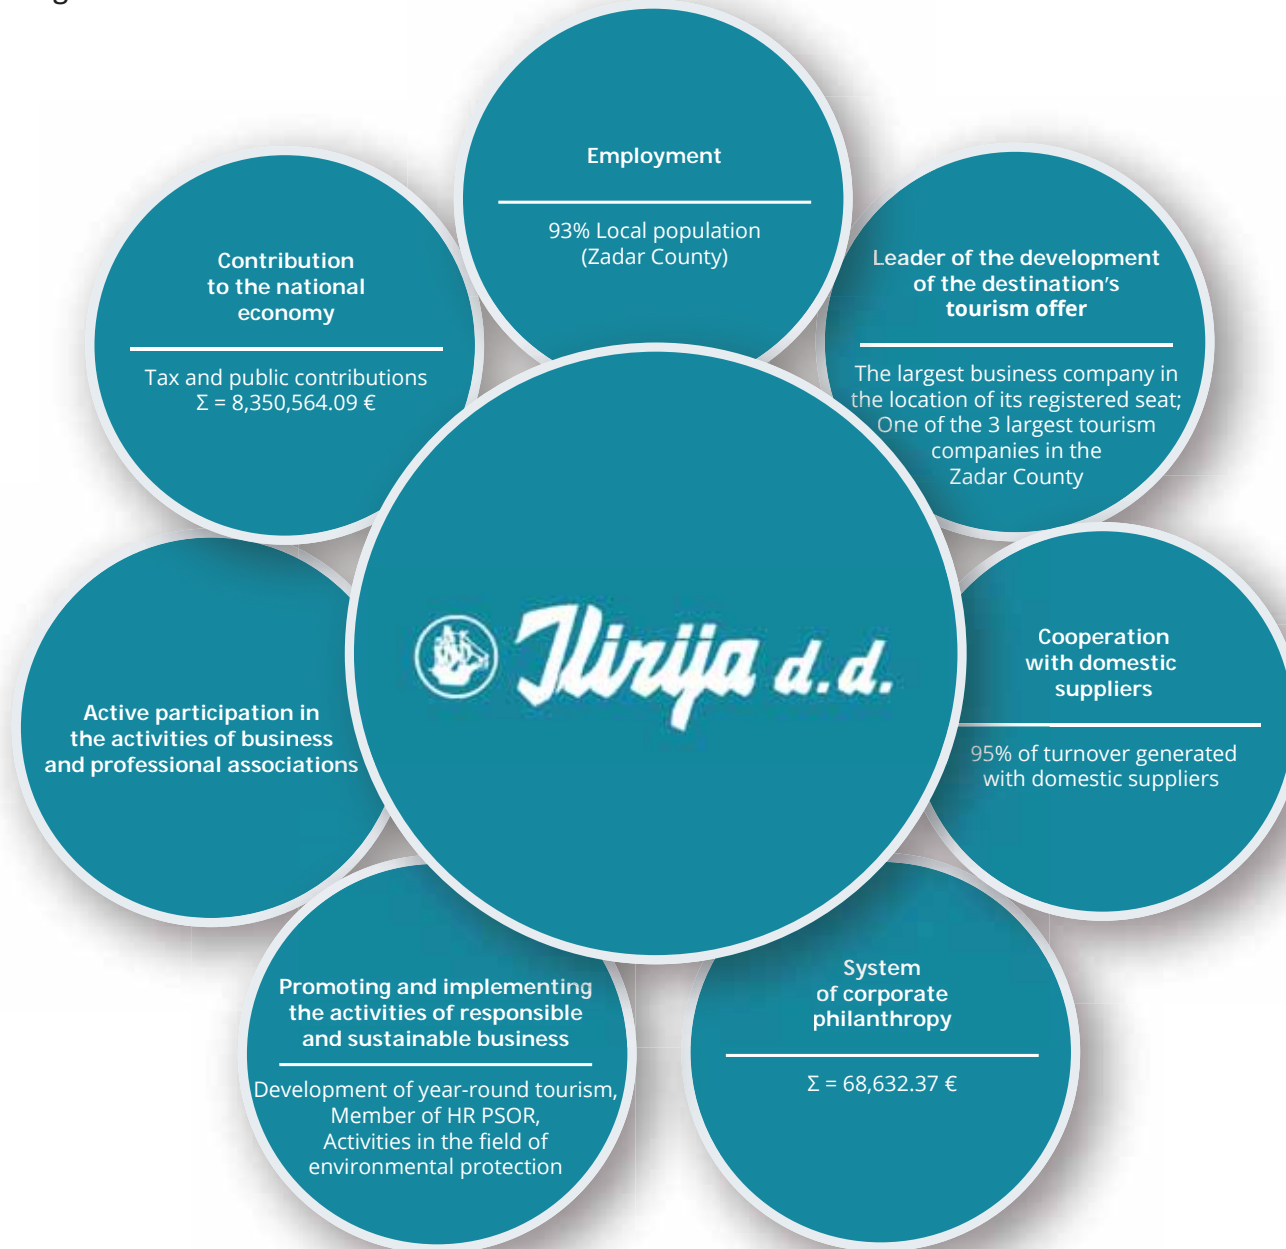 Employment
93% Local population
(Zadar County)
Contribution
to the national
economy
Tax and public contributions
Σ = 8,350,564.09 €
Leader of the development
of the destination's
tourism offer
The largest business company in
the location of its registered seat;
One of the 3 largest tourism
companies in the
Zadar County
Ilirija d.d.
Cooperation
with domestic
suppliers
95% of turnover generated
with domestic suppliers
Active participation in
the activities of business
and professional associations
System
of corporate
philanthropy
Σ = 68,632.37 €
Promoting and implementing
the activities of responsible
and sustainable business
Development of year-round tourism,
Member of HR PSOR,
Activities in the field of
environmental protection